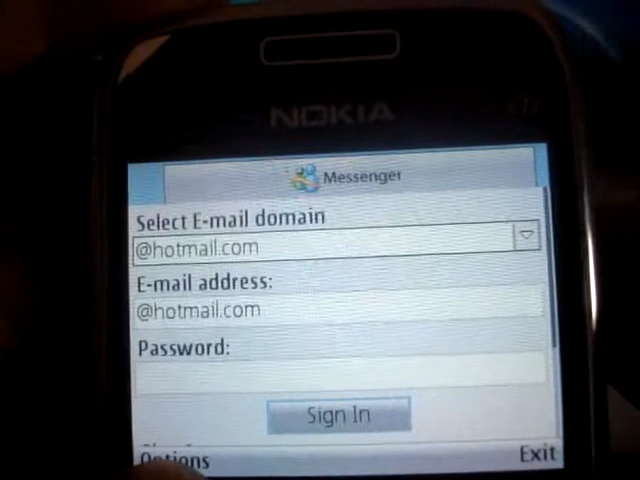 NOKIA
Messenger
Select E-mail domain
@hotmail.com
E-mail address:
@hotmail.com
Password:
Sign In
Options
Exit